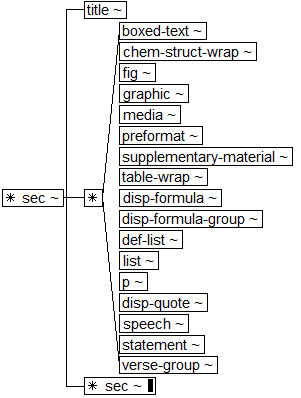 title ~
boxed-text ~
chem-struct-wrap ~
fig ~
graphic ~
media ~
preformat ~
supplementary-material ~
table-wrap ~
* sec ~
*
disp-formula ~
disp-formula-group ~
def-list ~
list ~
p ~
disp-quote ~
speech ~
statement ~
verse-group ~
* sec ~